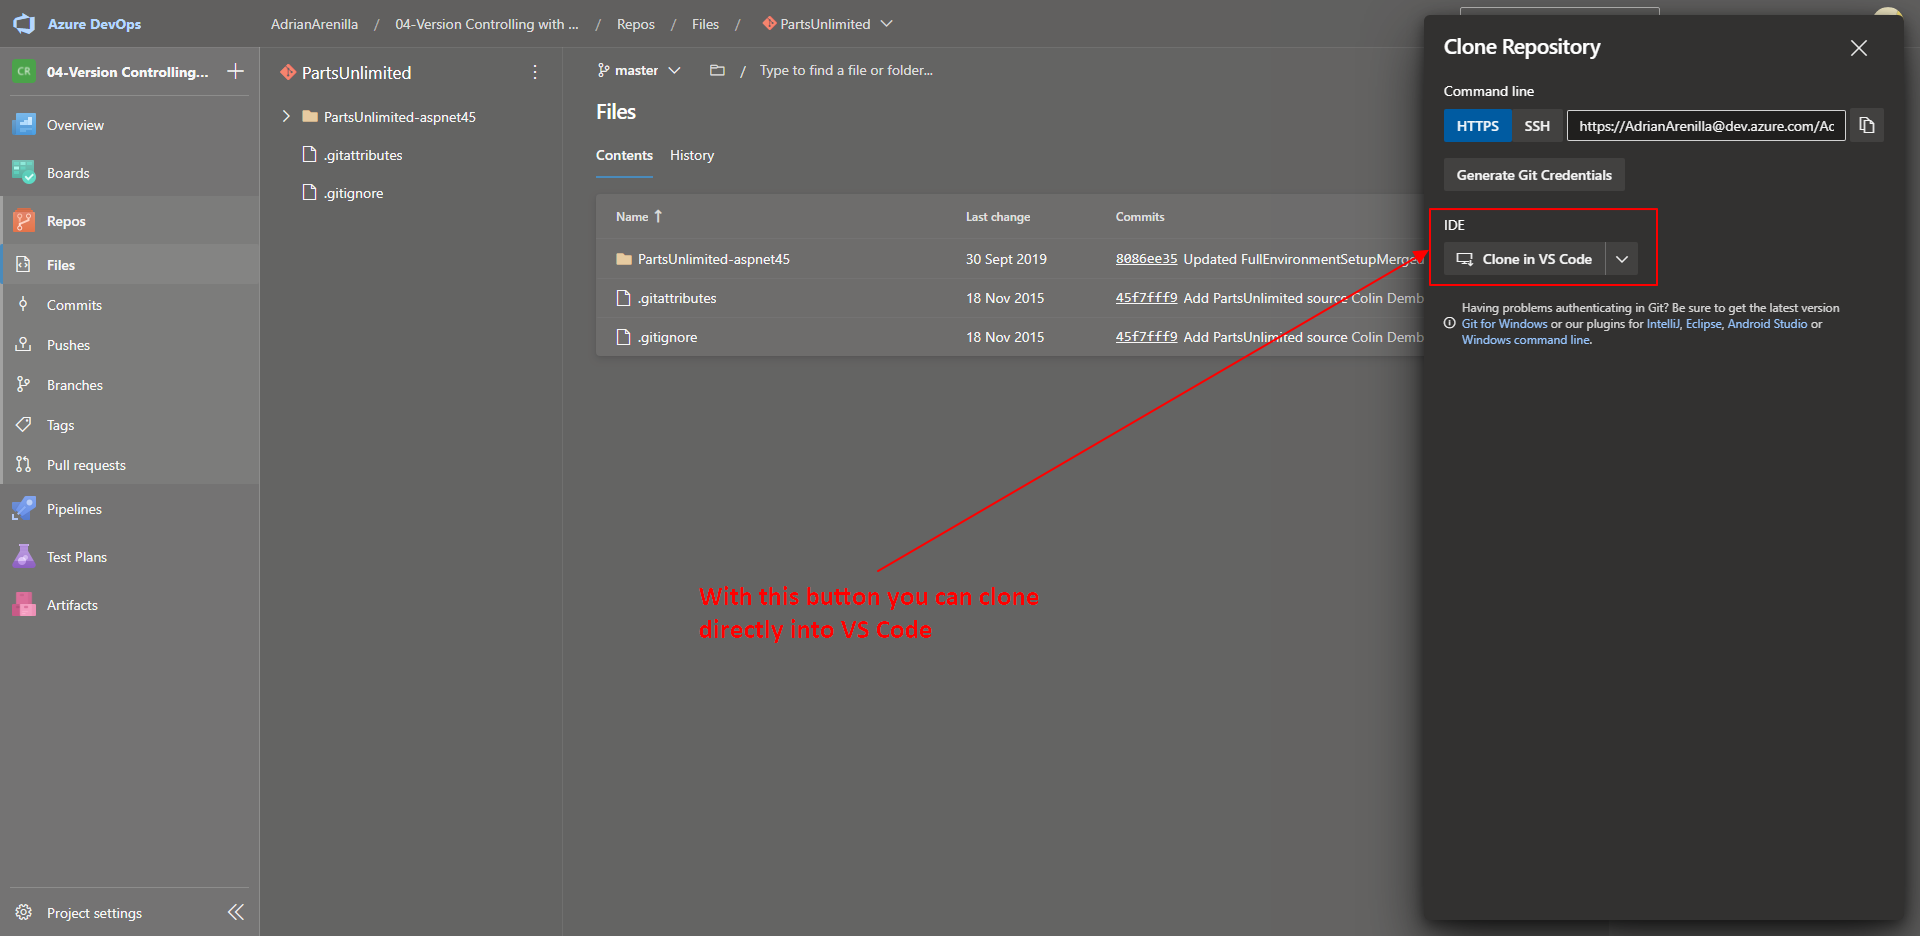 Azure DevOps
AdrianArenilla / 04-Version Controlling with ... / Repos / Files / PartsUnlimited
CR 04-Version Controlling...
Overview
Boards
Repos
Files
Commits
Pushes
Branches
Tags
Pull requests
Pipelines
Test Plans
Artifacts
Project settings
PartsUnlimited
PartsUnlimited-aspnet45
.gitattributes
.gitignore
master / Type to find a file or folder...
Files
Contents History
Name Last change Commits
PartsUnlimited-aspnet45 30 Sept 2019 8086ee35 Updated FullEnvironmentSetupMerged
.gitattributes 18 Nov 2015 45f7fff9 Add PartsUnlimited source Colin Demb
.gitignore 18 Nov 2015 45f7fff9 Add PartsUnlimited source Colin Demb
With this button you can clone
directly into VS Code
Clone Repository
Command line
HTTPS SSH https://AdrianArenilla@dev.azure.com/Ac
Generate Git Credentials
IDE
Clone in VS Code
Having problems authenticating in Git? Be sure to get the latest version
Git for Windows or our plugins for IntelliJ, Eclipse, Android Studio or
Windows command line.